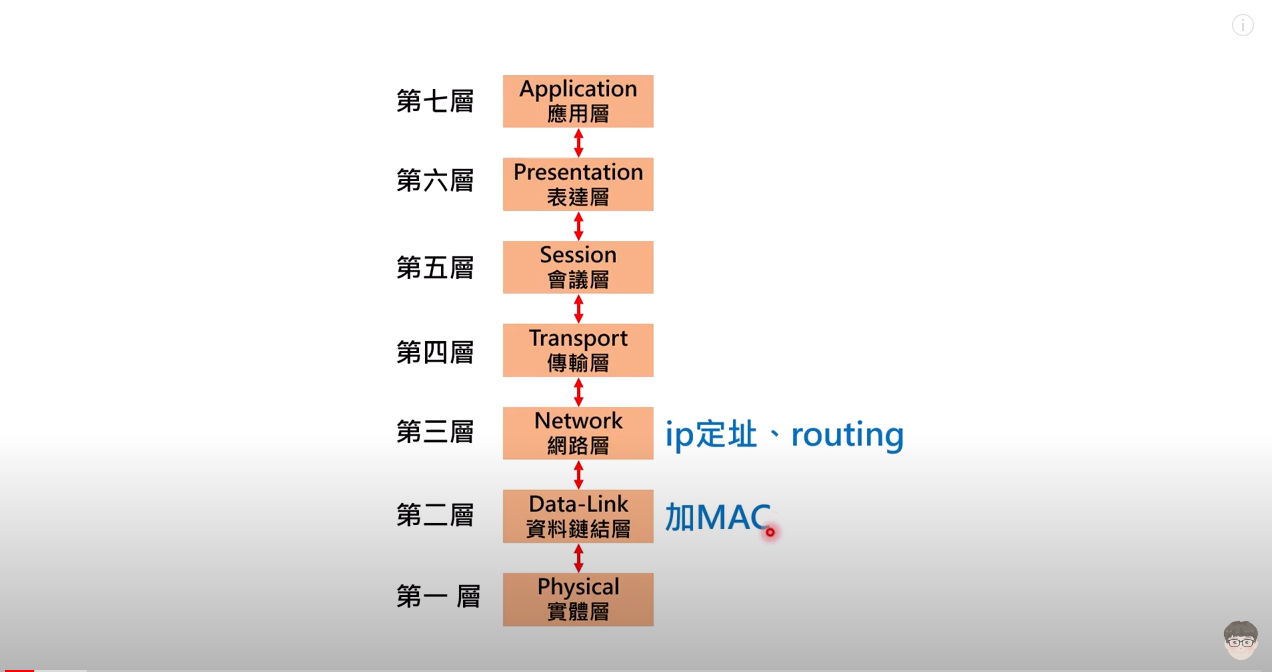 第七層
Application
應用層
第六層
Presentation
表達層
第五層
Session
會議層
第四層
Transport
傳輸層
第三層
Network
網路層
ip定址、routing
第二層
Data-Link
資料鏈結層
加MAC
第一 層
Physical
實體層